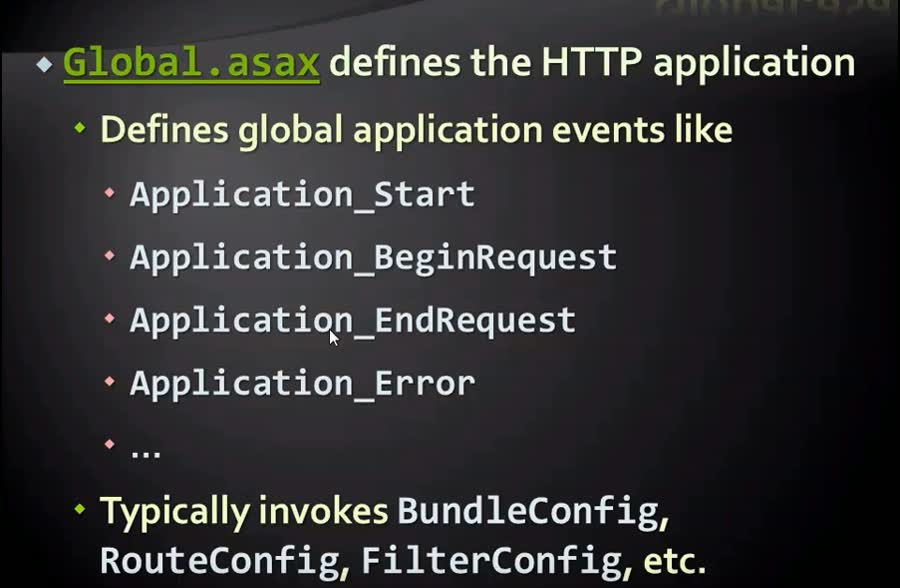 Global.asax defines the HTTP application
Defines global application events like
Application_Start
Application_BeginRequest
Application_EndRequest
Application_Error
...
Typically invokes BundleConfig,
RouteConfig, FilterConfig, etc.